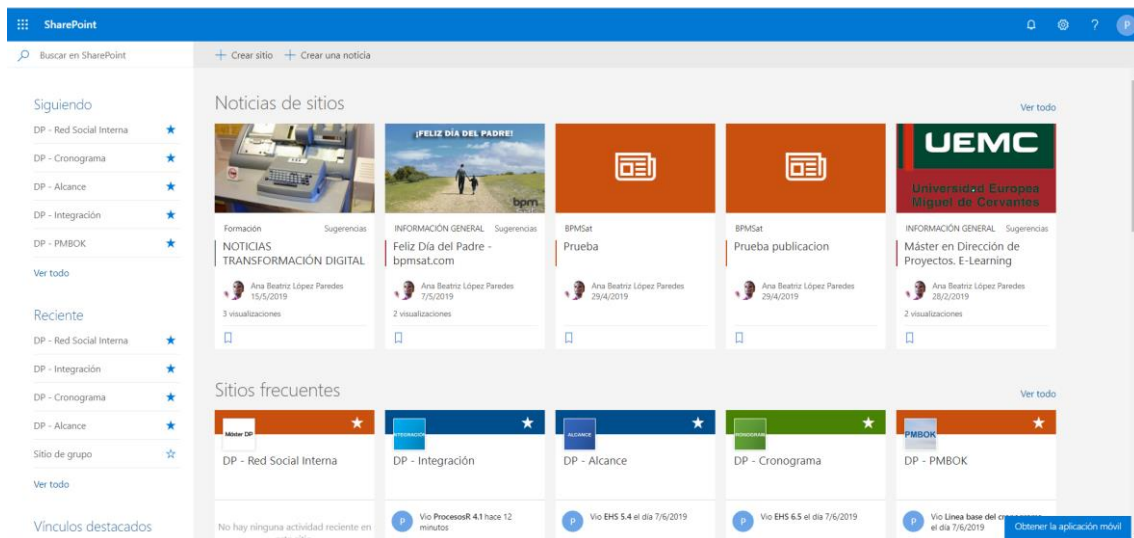 SharePoint
?
P
Buscar en SharePoint
Crear sitio
Crear una noticia
Siguiendo
DP - Red Social Interna
DP - Cronograma
DP - Alcance
DP - Integración
DP - PMBOK
Ver todo
Reciente
DP - Red Social Interna
DP - Integración
DP - Cronograma
DP - Alcance
Sitio de grupo
Ver todo
Vínculos destacados
Noticias de sitios
Ver todo
Formación Sugerencias
NOTICIAS
TRANSFORMACIÓN DIGITAL
Ana Beatriz López Paredes
15/5/2019
3 visualizaciones
¡FELIZ DÍA DEL PADRE!
bpm
INFORMACIÓN GENERAL Sugerencias
Feliz Día del Padre -
bpmsat.com
Ana Beatriz López Paredes
7/5/2019
2 visualizaciones
BPMSat
Prueba
Ana Beatriz López Paredes
29/4/2019
BPMSat
Prueba publicacion
Ana Beatriz López Paredes
29/4/2019
UEMC
Universidad Europea
Miguel de Cervantes
INFORMACIÓN GENERAL Sugerencias
Máster en Dirección de
Proyectos. E-Learning
Ana Beatriz López Paredes
28/2/2019
2 visualizaciones
Sitios frecuentes
Ver todo
Máster DP
DP - Red Social Interna
No hay ninguna actividad reciente en
INTEGRACIÓN
DP - Integración
P
Vio ProcesosR 4.1 hace 12
minutos
ALCANCE
DP - Alcance
P
Vio EHS 5.4 el día 7/6/2019
DP - Cronograma
P
Vio EHS 6.5 el día 7/6/2019
PMBOK
DP - PMBOK
P
Vio Linea base del
el día 7/6/2019
Obtener la aplicación móvil